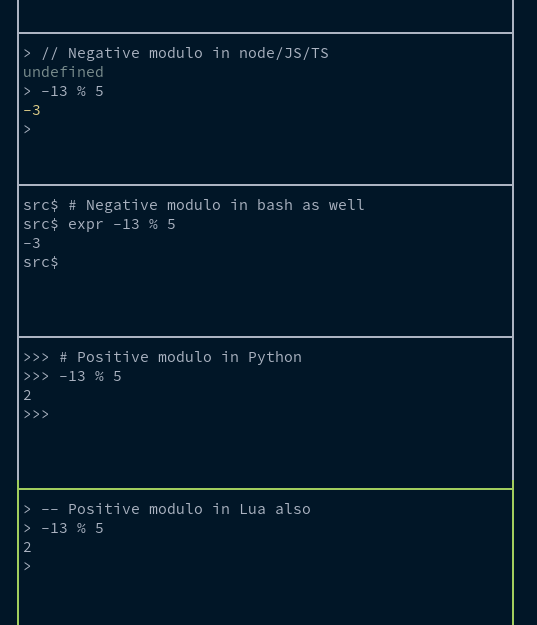 > // Negative modulo in node/JS/TS
undefined
> -13 % 5
-3
>
src$ # Negative modulo in bash as well
src$ expr -13 % 5
-3
src$
>>> # Positive modulo in Python
>>> -13 % 5
2
>>>
> -- Positive modulo in Lua also
> -13 % 5
2
>